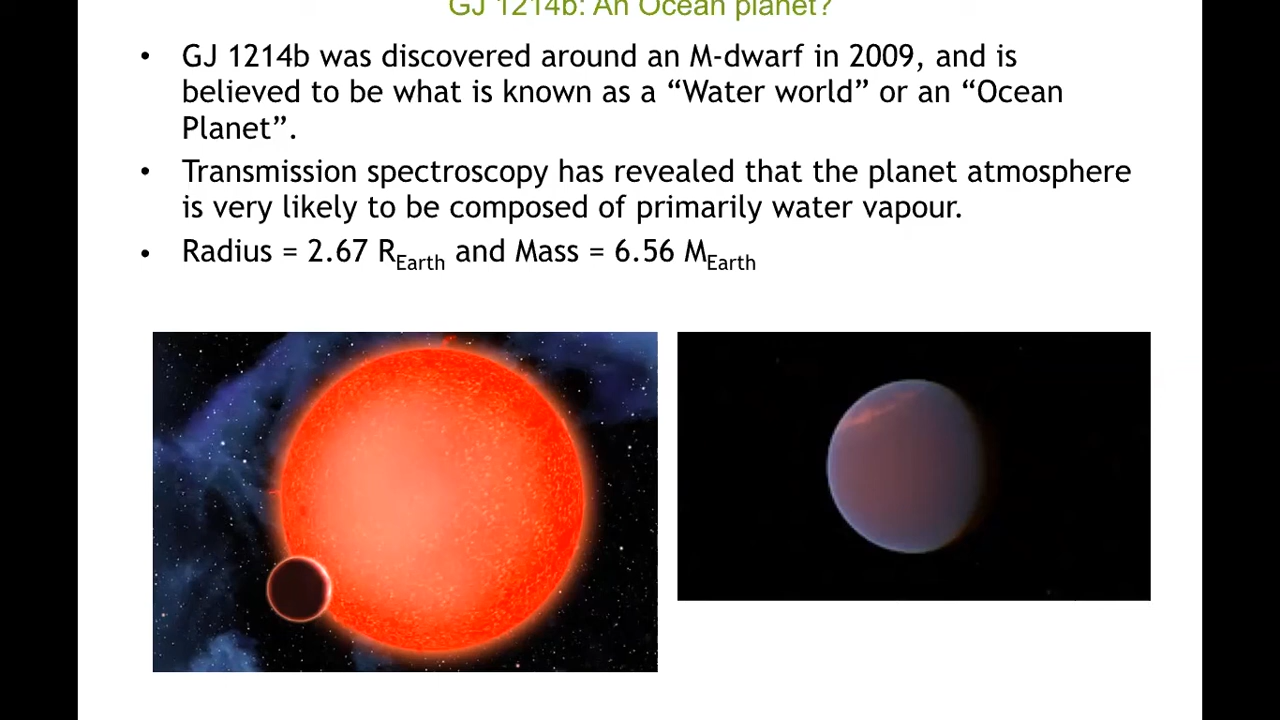 GJ 1214b: An Ocean planet?
• GJ 1214b was discovered around an M-dwarf in 2009, and is
believed to be what is known as a “Water world” or an “Ocean
Planet”.
• Transmission spectroscopy has revealed that the planet atmosphere
is very likely to be composed of primarily water vapour.
• Radius = 2.67 REarth and Mass = 6.56 MEarth